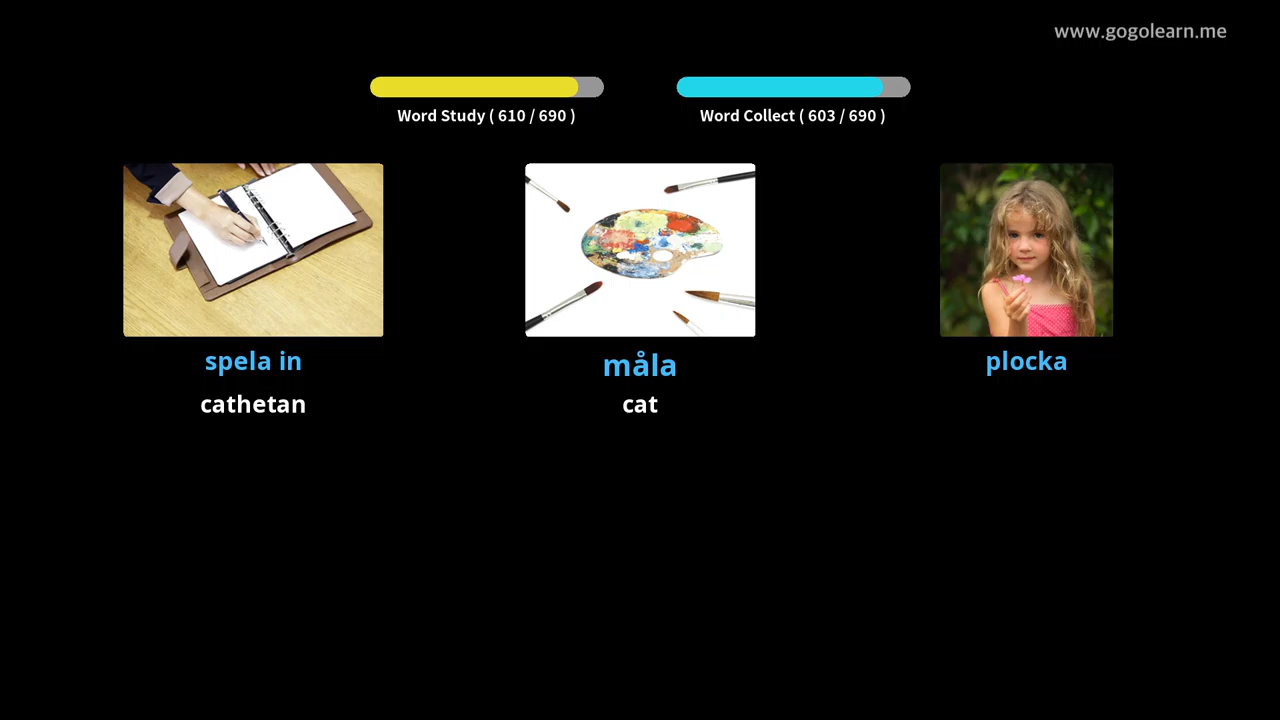 www.gogolearn.me
Word Study ( 610 / 690 )
Word Collect ( 603 / 690 )
spela in
måla
plocka
cathetan
cat